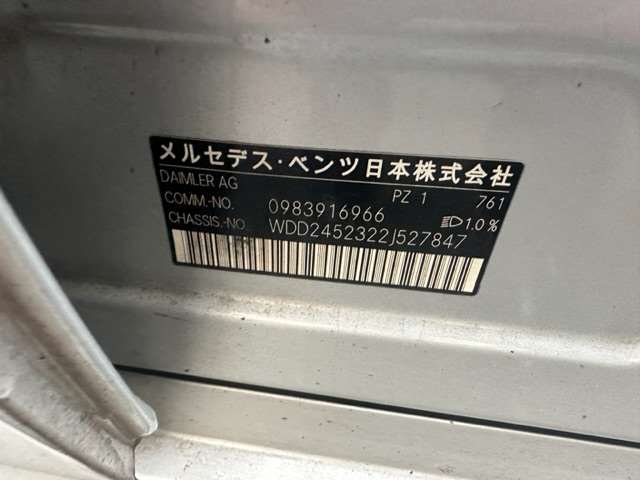 メルセデス・ベンツ日本株式会社
DAIMLER AG PZ 1 761
COMM.-NO. 0983916966 1.0%
CHASSIS.-NO. WDD2452322J527847